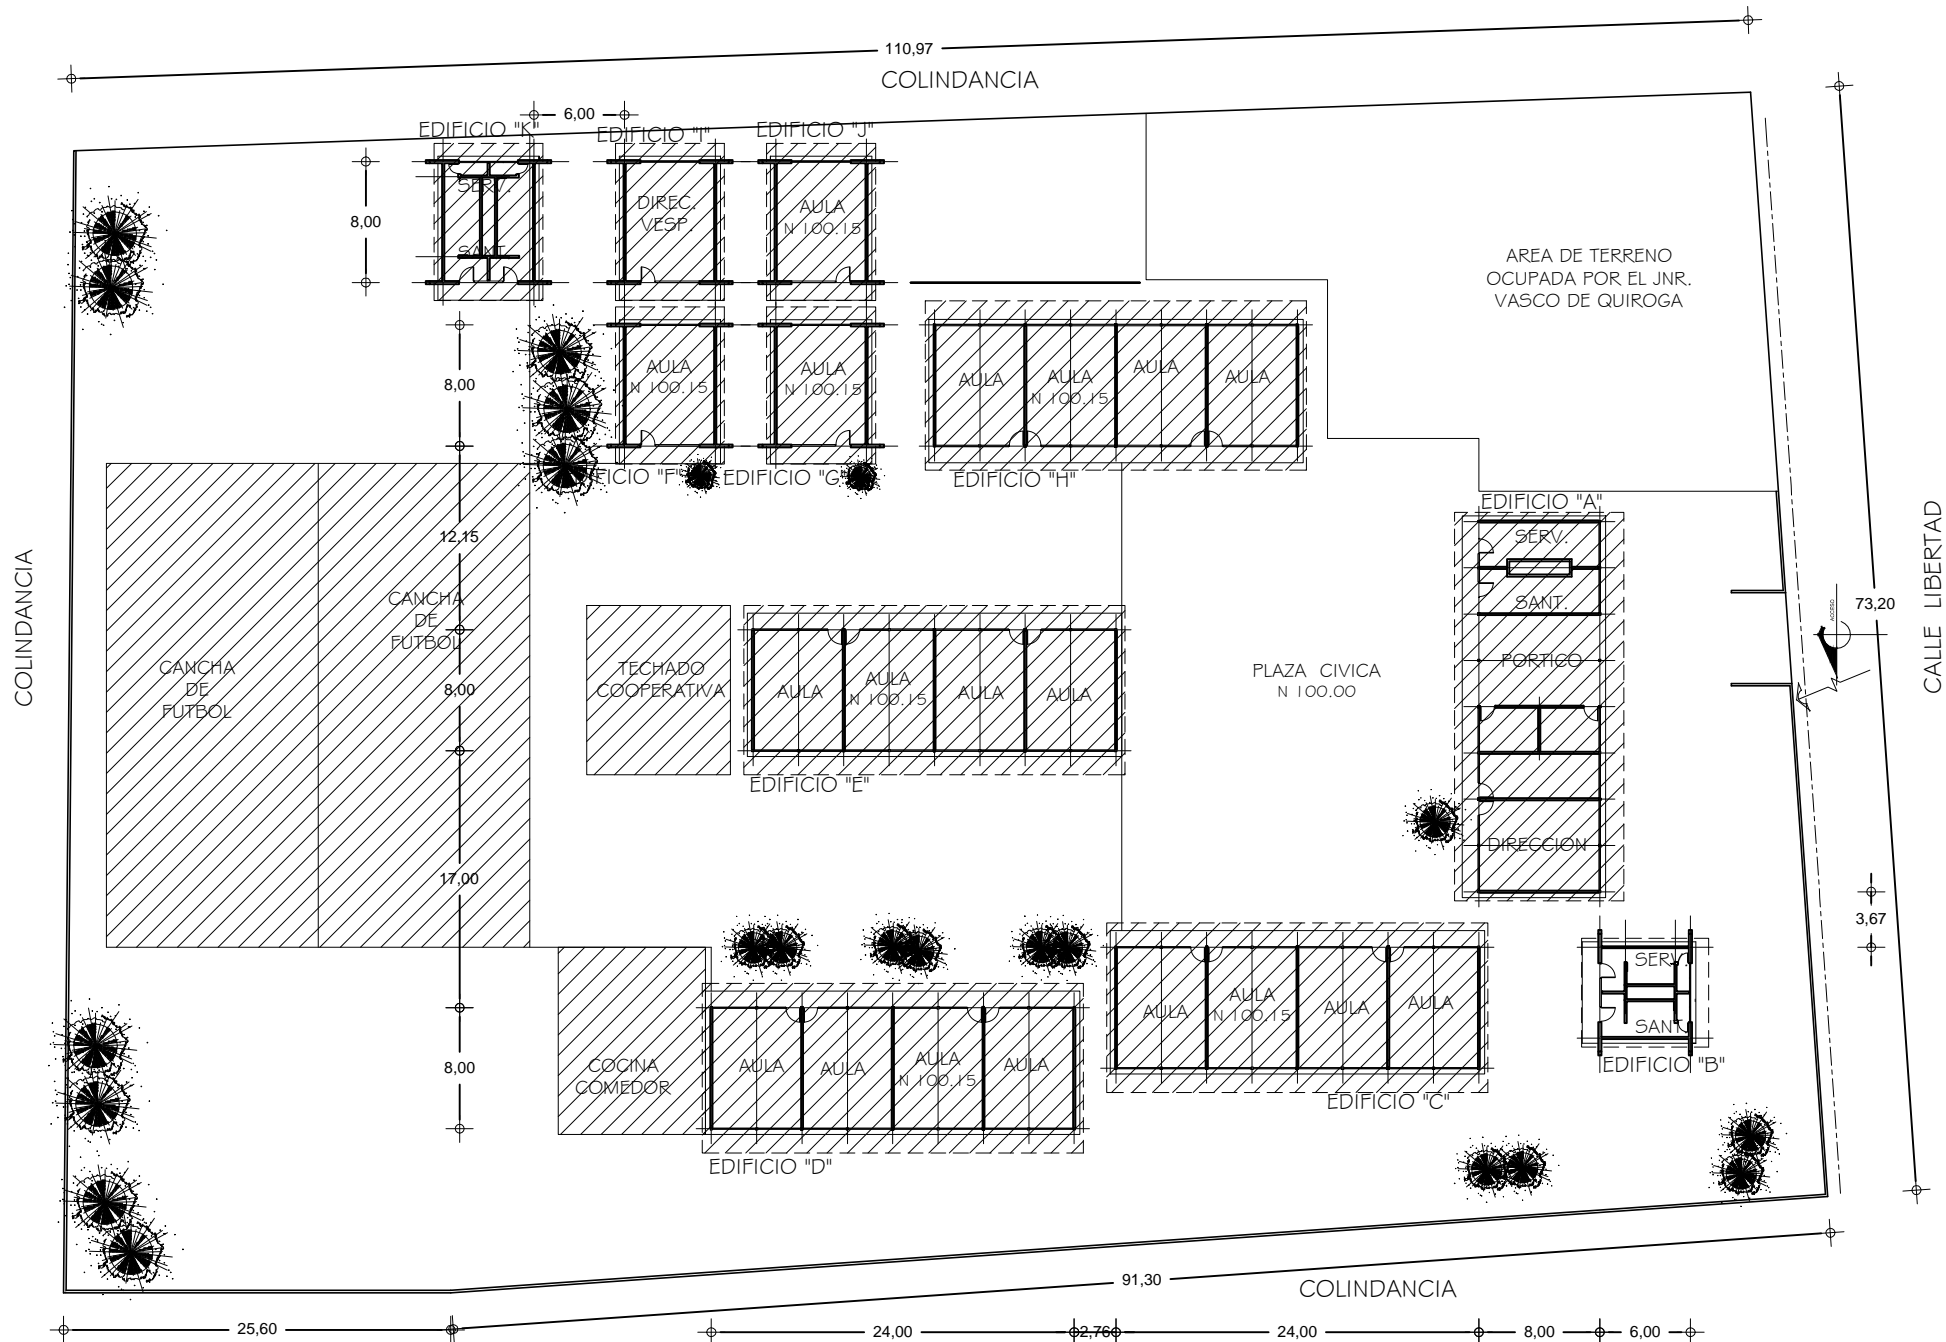 110,97
COLINDANCIA
6,00
EDIFICIO "K"
EDIFICIO "I"
EDIFICIO "J"
8,00
SERV.
SANT.
DIREC.
VESP.
AULA
N 100.15
AREA DE TERRENO
OCUPADA POR EL JNR.
VASCO DE QUIROGA
8,00
AULA
N 100.15
AULA
N 100.15
AULA
AULA
N 100.15
AULA
AULA
FICIO "F"
EDIFICIO "G"
EDIFICIO "H"
EDIFICIO "A"
12,15
SERV.
SANT.
PORTICO
DIRECCION
COLINDANCIA
CANCHA
DE
FUTBOL
CANCHA
DE
FUTBOL
8,00
TECHADO
COOPERATIVA
AULA
AULA
N 100.15
AULA
AULA
EDIFICIO "E"
PLAZA CIVICA
N 100.00
ACCESO
73,20
CALLE LIBERTAD
17,00
3,67
SERV.
SANT.
EDIFICIO "B"
AULA
AULA
N 100.15
AULA
AULA
EDIFICIO "C"
8,00
COCINA
COMEDOR
AULA
AULA
AULA
N 100.15
AULA
EDIFICIO "D"
91,30
COLINDANCIA
25,60
24,00
2,76
24,00
8,00
6,00